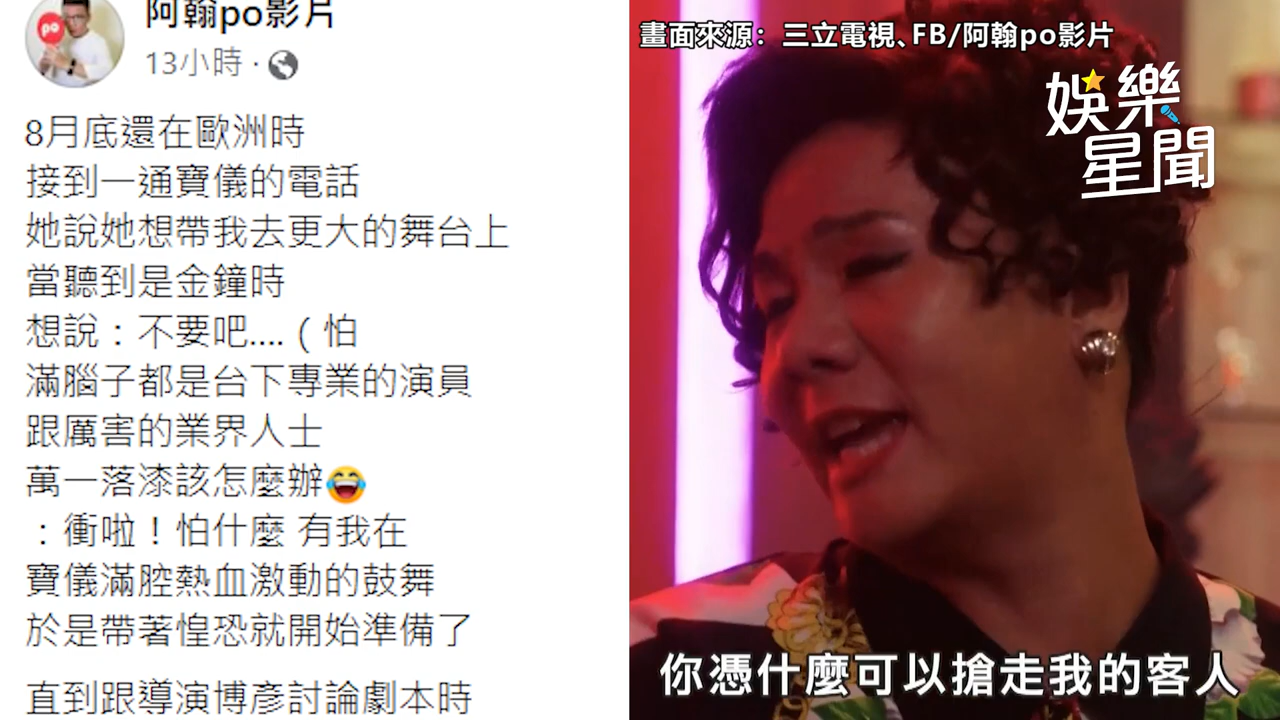 阿翰po影片
13小時 ·
8月底還在歐洲時
接到一通寶儀的電話
她說她想帶我去更大的舞台上
當聽到是金鐘時
想說：不要吧....（怕
滿腦子都是台下專業的演員
跟厲害的業界人士
萬一落漆該怎麼辦😂
：衝啦！怕什麼 有我在
寶儀滿腔熱血激動的鼓舞
於是帶著惶恐就開始準備了
直到跟導演博彥討論劇本時
po
畫面來源：三立電視、FB/阿翰po影片
娛樂
星聞
你憑什麼可以搶走我的客人